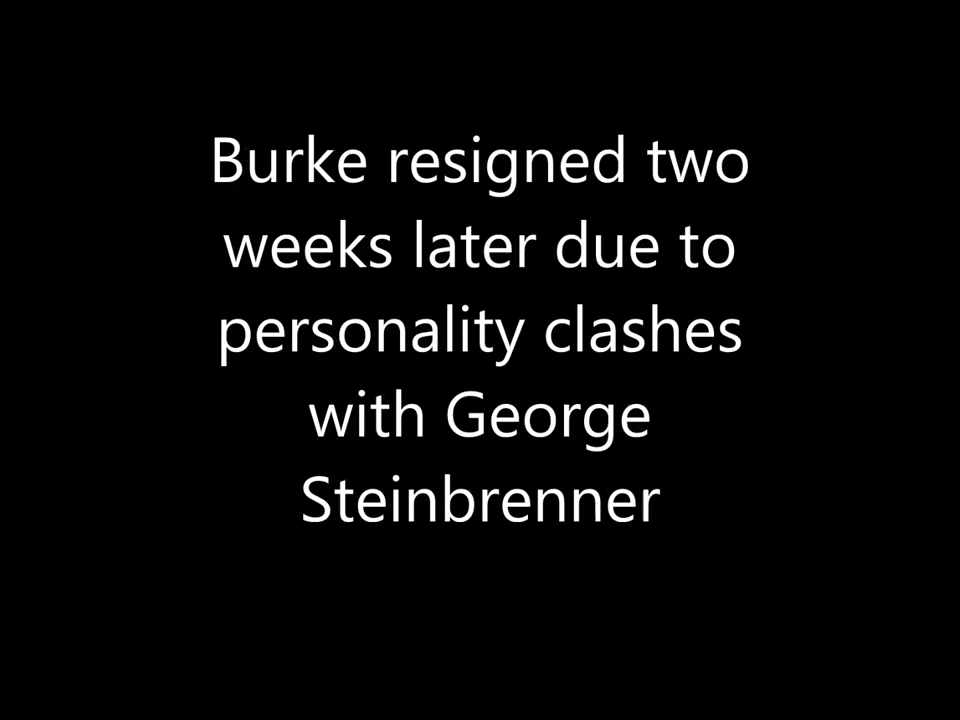 Burke resigned two
weeks later due to
personality clashes
with George
Steinbrenner